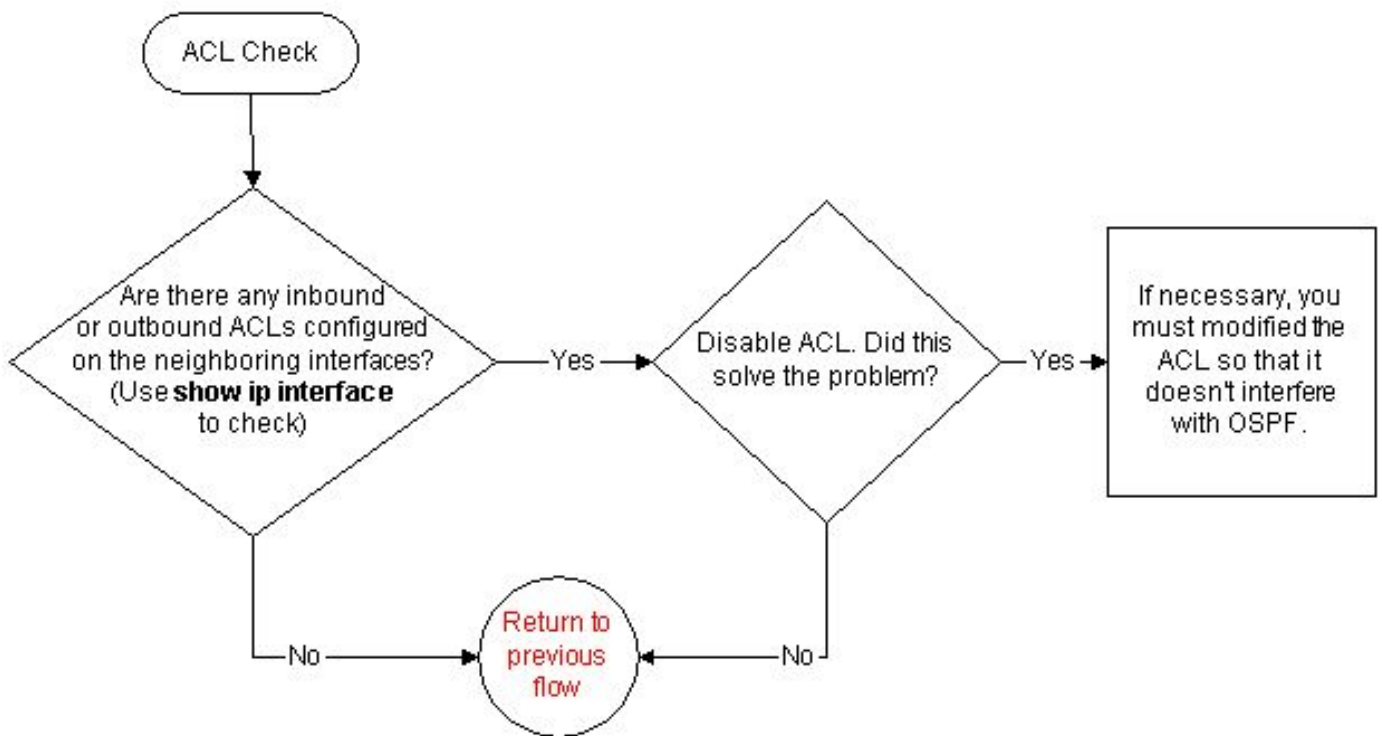 ACL Check
Are there any inbound
or outbound ACLs configured
on the neighboring interfaces?
(Use show ip interface
to check)
Yes
Disable ACL. Did this
solve the problem?
Yes
If necessary, you
must modified the
ACL so that it
doesn't interfere
with OSPF.
No
Return to
previous
flow
No